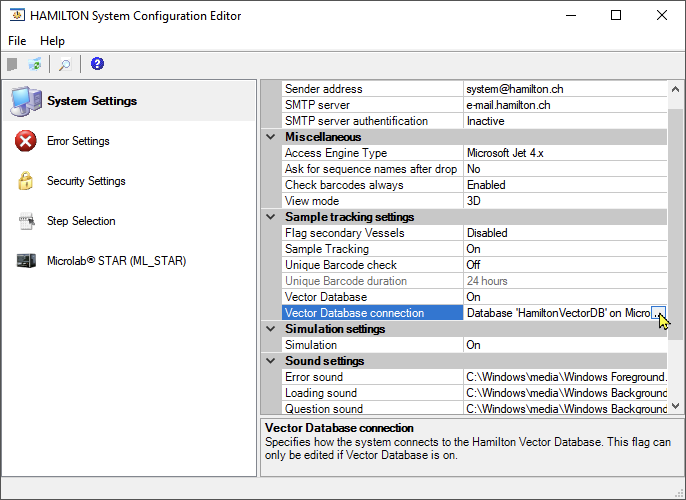 HAMILTON System Configuration Editor
File Help
System Settings
Error Settings
Security Settings
Step Selection
Microlab® STAR (ML_STAR)
Sender address system@hamilton.ch
SMTP server e-mail.hamilton.ch
SMTP server authentification Inactive
Miscellaneous
Access Engine Type Microsoft Jet 4.x
Ask for sequence names after drop No
Check barcodes always Enabled
View mode 3D
Sample tracking settings
Flag secondary Vessels Disabled
Sample Tracking On
Unique Barcode check Off
Unique Barcode duration 24 hours
Vector Database On
Vector Database connection Database 'HamiltonVectorDB' on Micro...
Simulation settings
Simulation On
Sound settings
Error sound C:\Windows\media\Windows Foreground.
Loading sound C:\Windows\media\Windows Background
Question sound C:\Windows\media\Windows Background
Vector Database connection
Specifies how the system connects to the Hamilton Vector Database. This flag can
only be edited if Vector Database is on.